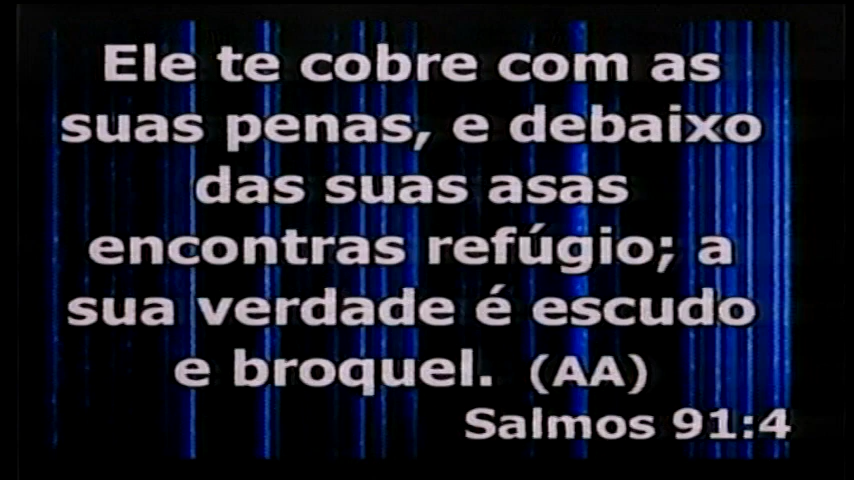 Ele te cobre com as
suas penas, e debaixo
das suas asas
encontras refúgio; a
sua verdade é escudo
e broquel. (AA)
Salmos 91:4